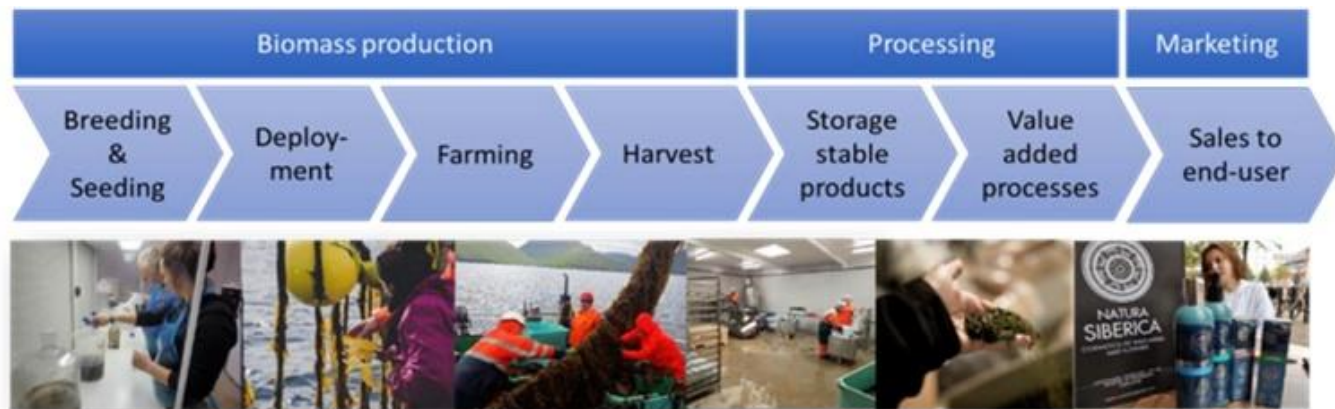 Biomass production
Processing
Marketing
Breeding
&
Seeding
Deploy-
ment
Farming
Harvest
Storage
stable
products
Value
added
processes
Sales to
end-user
NATURA
SIBERICA